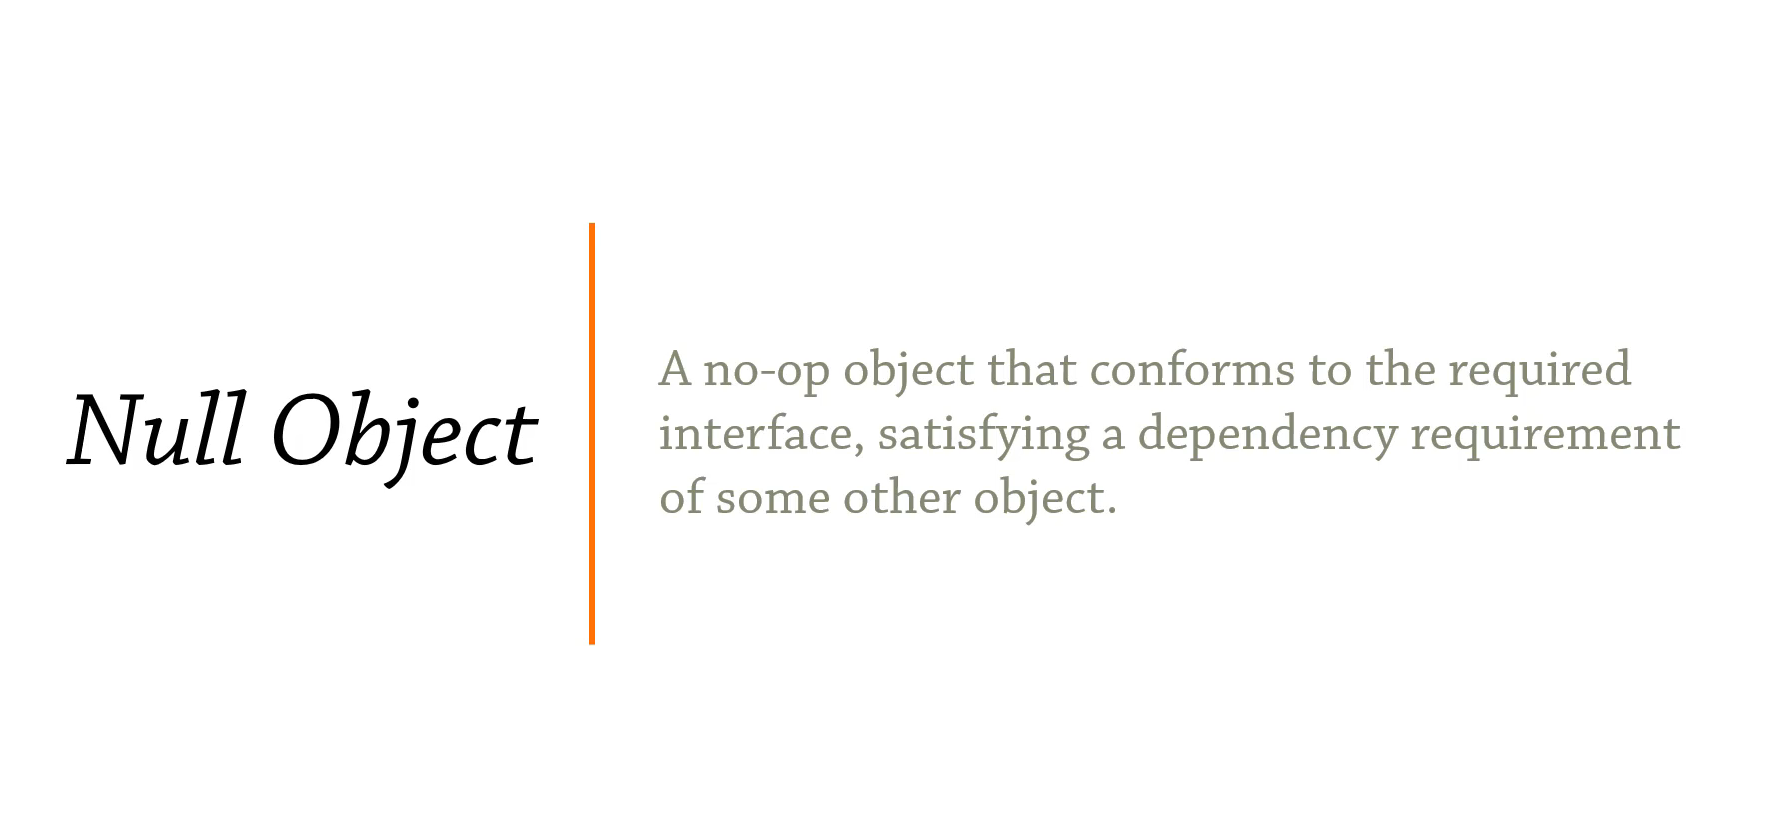 Null Object
A no-op object that conforms to the required
interface, satisfying a dependency requirement
of some other object.